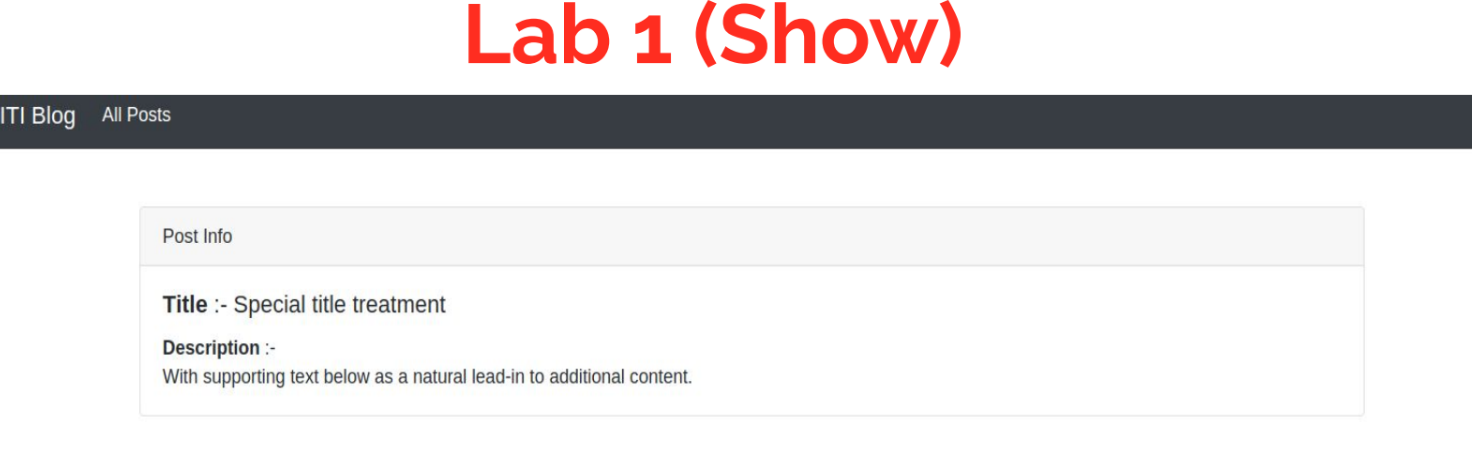 Lab 1 (Show)
ITI Blog All Posts
Post Info
Title :- Special title treatment
Description :-
With supporting text below as a natural lead-in to additional content.